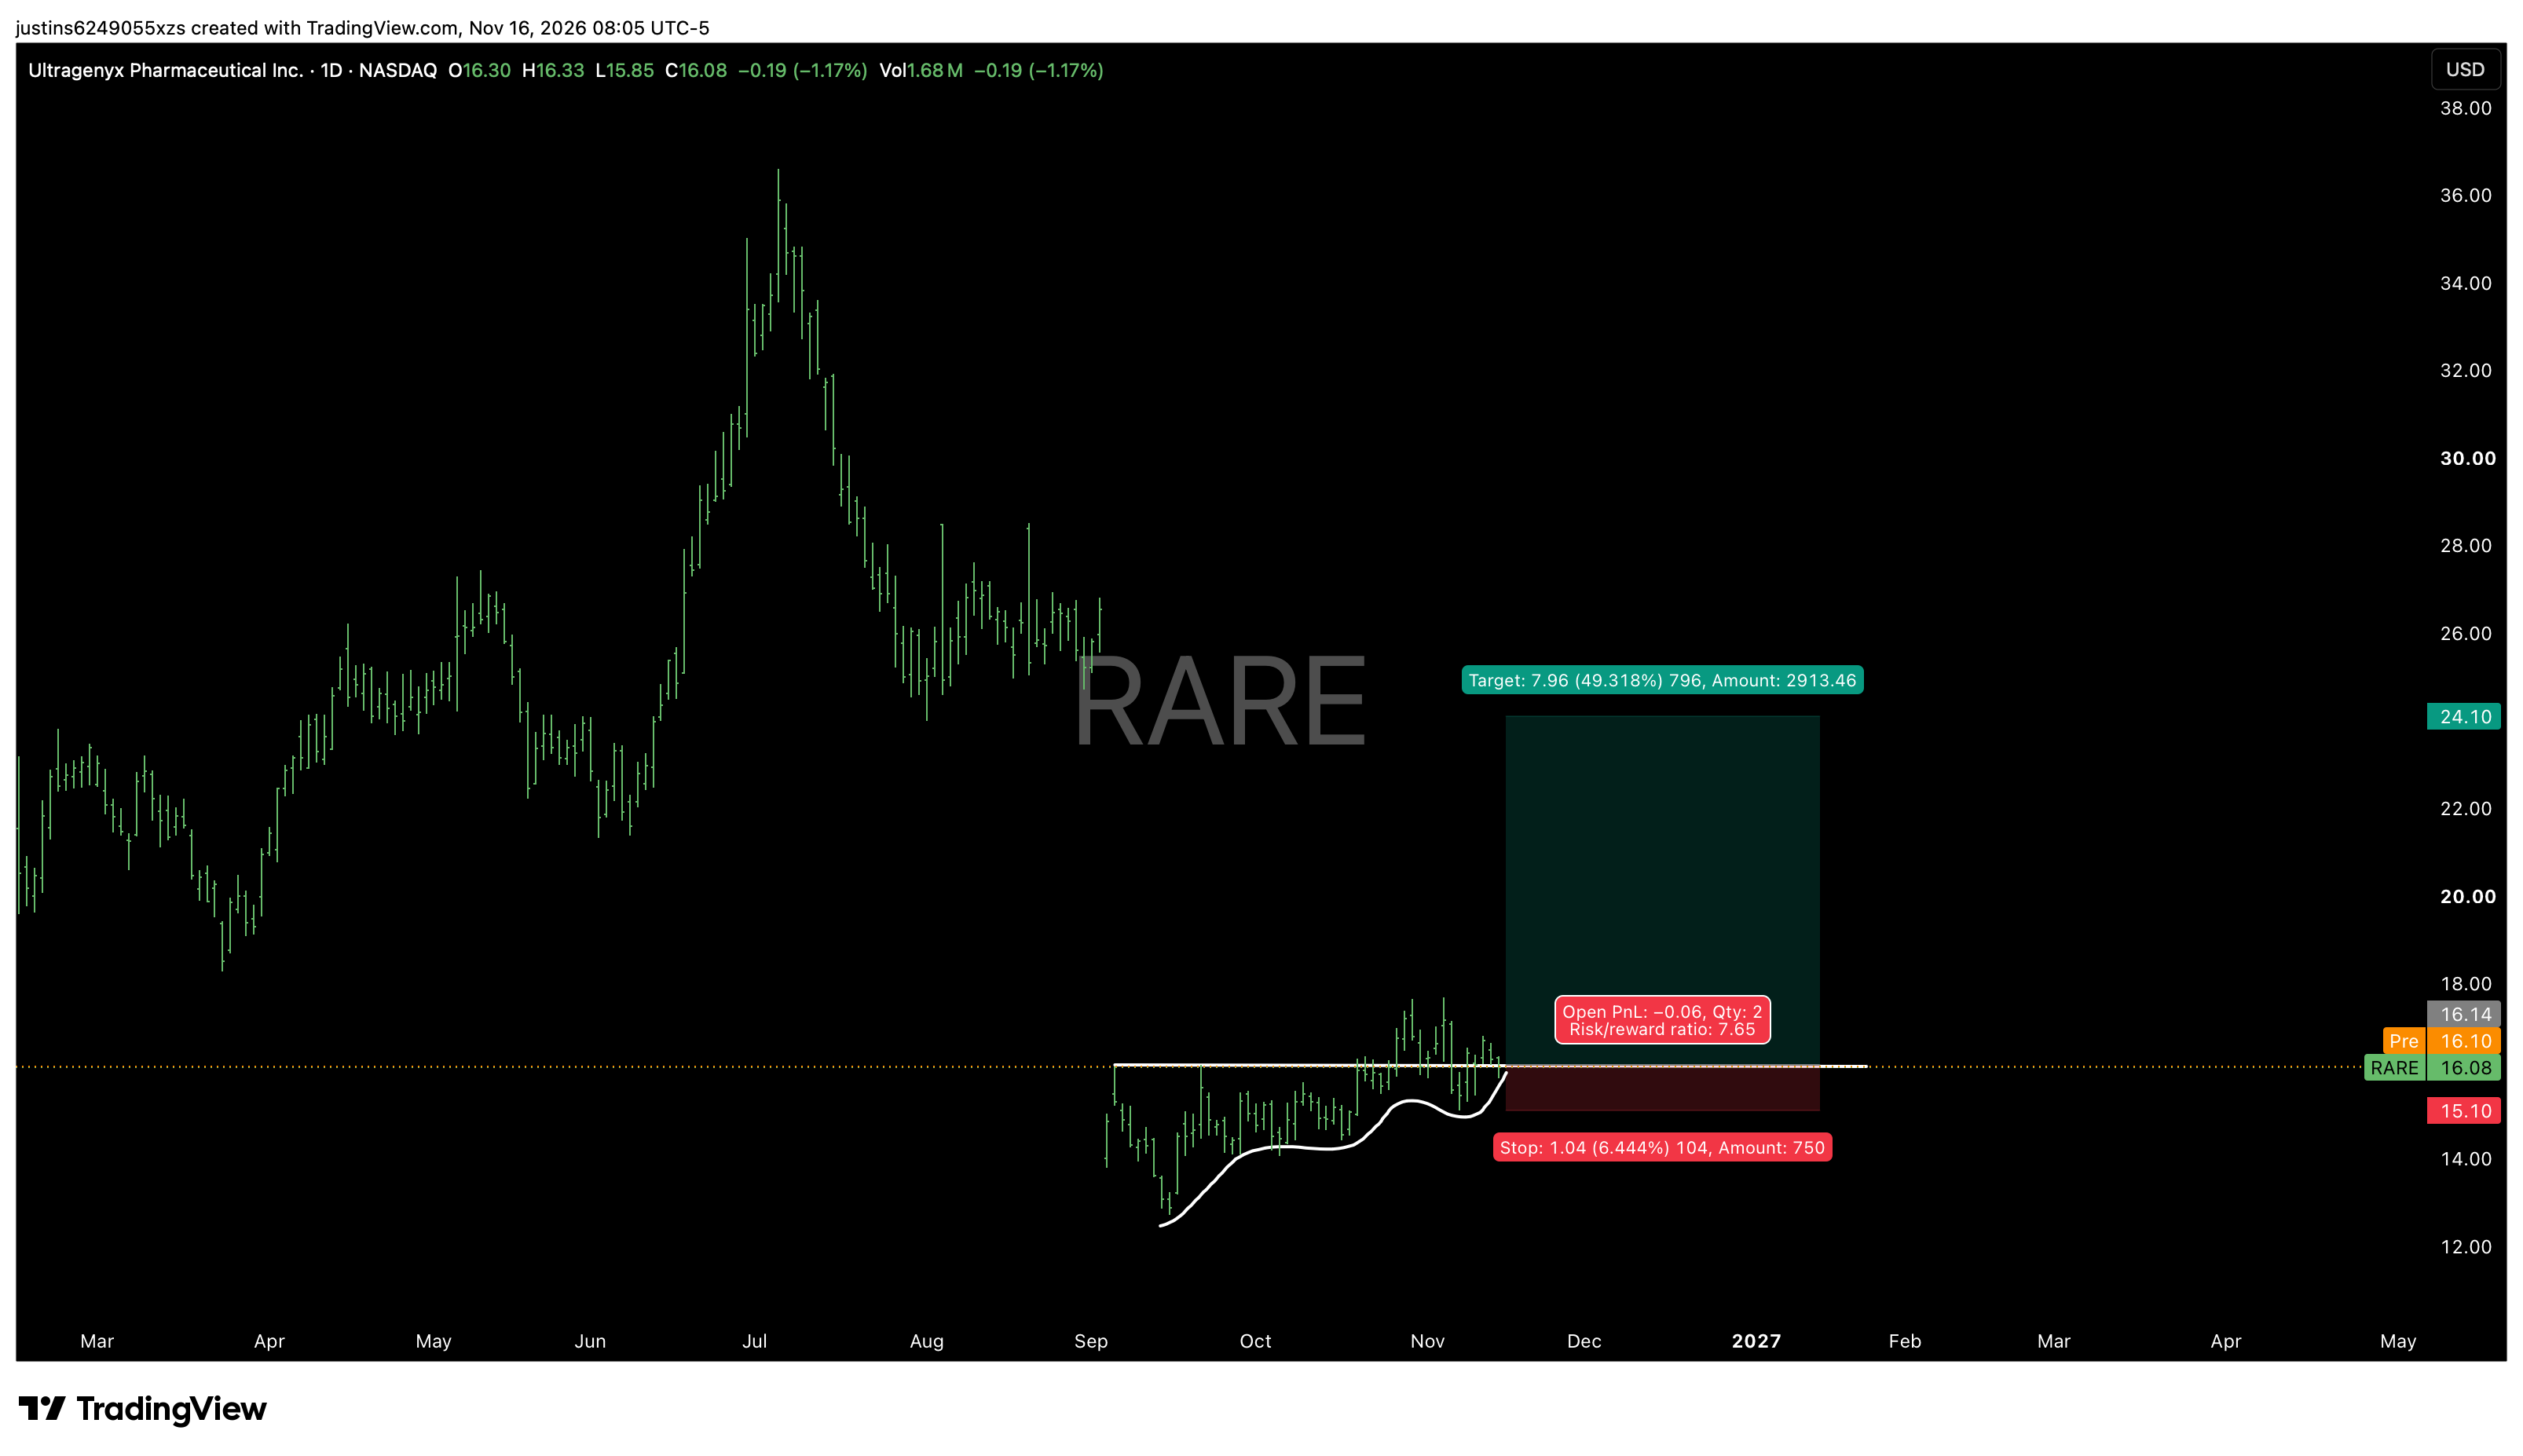 justins6249055xzs created with TradingView.com, Nov 16, 2026 08:05 UTC-5
Ultragenyx Pharmaceutical Inc. · 1D · NASDAQ O16.30 H16.33 L15.85 C16.08 −0.19 (−1.17%) Vol1.68 M −0.19 (−1.17%)
USD
38.00
36.00
34.00
32.00
30.00
28.00
26.00
RARE
Target: 7.96 (49.318%) 796, Amount: 2913.46
24.10
22.00
20.00
18.00
Open PnL: −0.06, Qty: 2
Risk/reward ratio: 7.65
16.14
Pre 16.10
RARE 16.08
15.10
Stop: 1.04 (6.444%) 104, Amount: 750
14.00
12.00
Mar Apr May Jun Jul Aug Sep Oct Nov Dec 2027 Feb Mar Apr May
TradingView